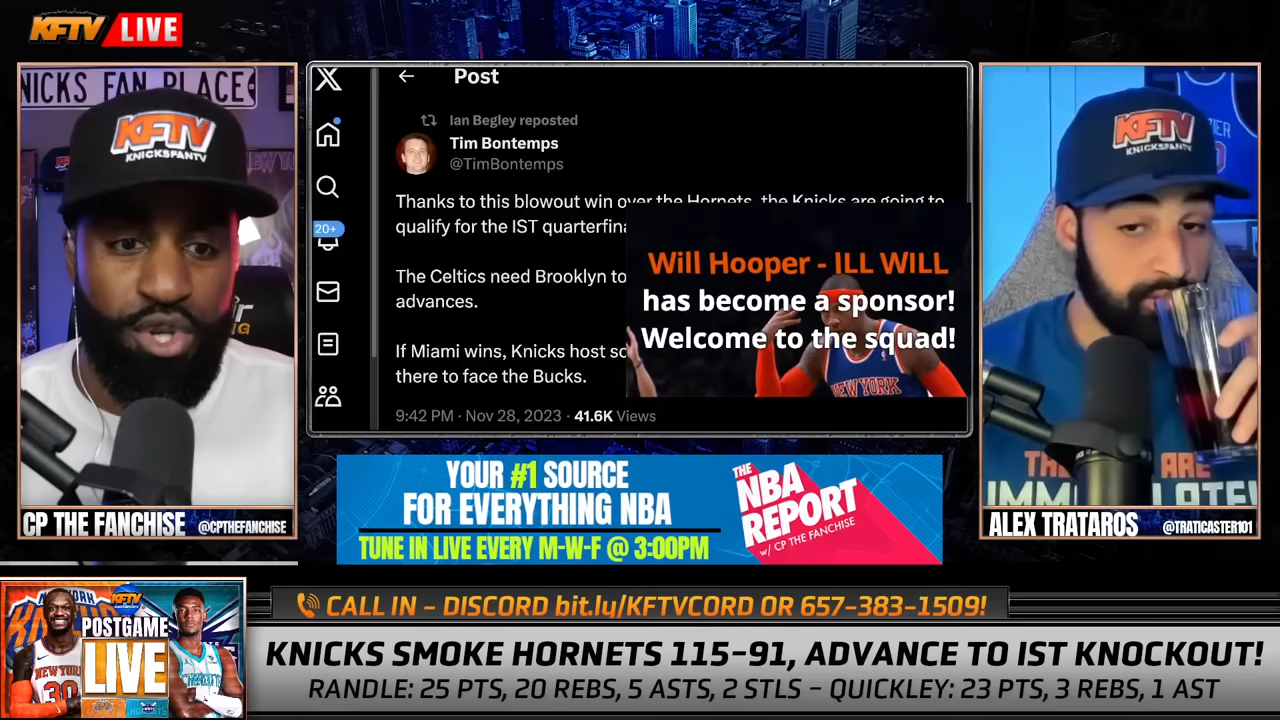 KFTV LIVE
NICKS FAN PLACE
KFTV
KNICKSFANTV
CP THE FANCHISE @CPTHEFANCHISE
Post
Ian Begley reposted
Tim Bontemps
@TimBontemps
Thanks to this blowout win over the Hornets, the Knicks are going to
qualify for the IST quarterfina
20+
The Celtics need Brooklyn to
advances.
If Miami wins, Knicks host
there to face the Bucks.
9:42 PM · Nov 28, 2023 · 41.6K Views
Will Hooper - ILL WILL
has become a sponsor!
Welcome to the squad!
NEW YORK
KFTV
KNICKSFANTV
ALEX TRATAROS @TRATICASTER101
YOUR #1 SOURCE
FOR EVERYTHING NBA
TUNE IN LIVE EVERY M-W-F @ 3:00PM
THE
NBA
REPORT
w/ CP THE FANCHISE
CALL IN – DISCORD bit.ly/KFTVCORD OR 657-383-1509!
KFTV
POSTGAME
LIVE
30
KNICKS SMOKE HORNETS 115-91, ADVANCE TO IST KNOCKOUT!
RANDLE: 25 PTS, 20 REBS, 5 ASTS, 2 STLS – QUICKLEY: 23 PTS, 3 REBS, 1 AST